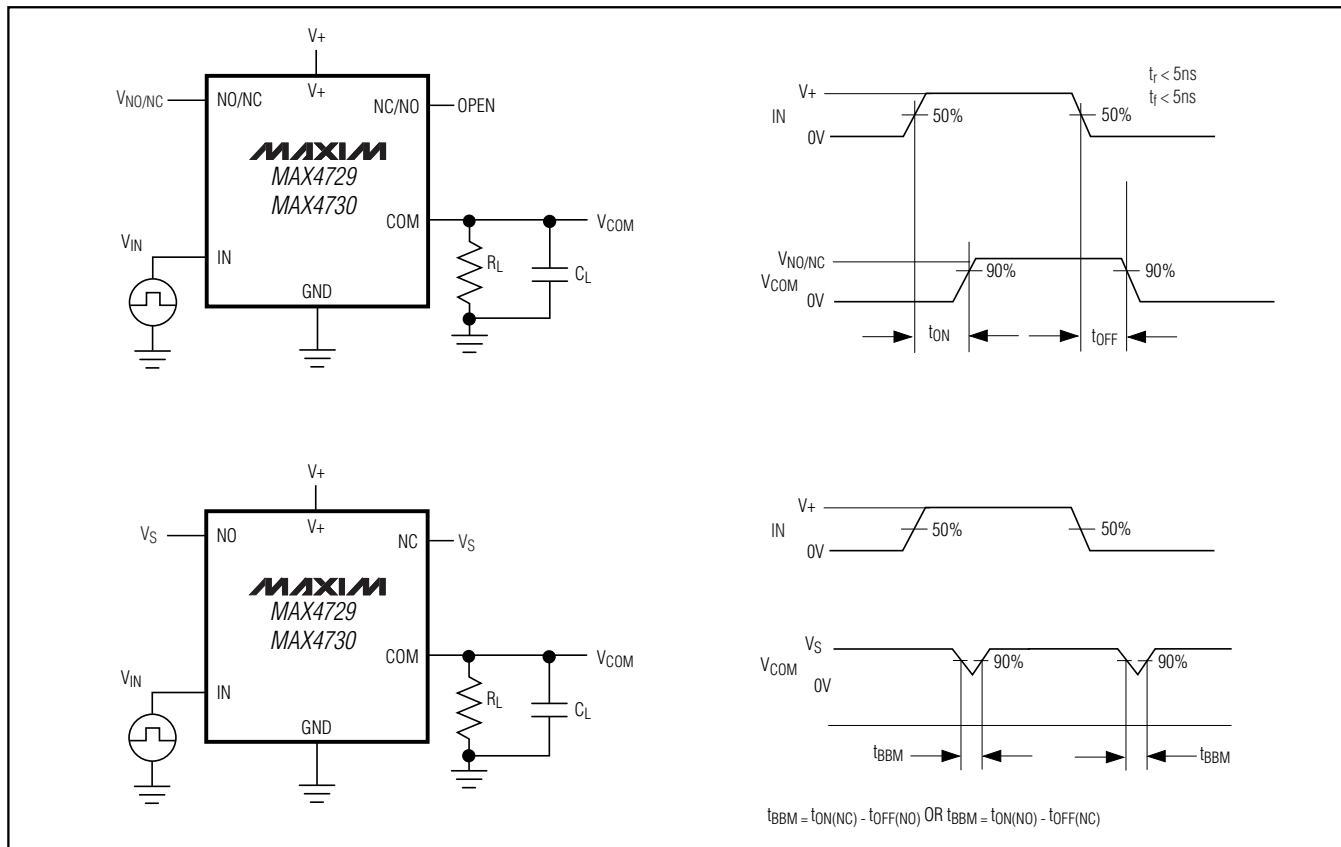 V+
V+
VNO/NC
NO/NC
NC/NO
OPEN
MAXIM
MAX4729
MAX4730
COM
VCOM
VIN
IN
RL
CL
GND
tr < 5ns
tf < 5ns
V+
IN
50%
50%
0V
VNO/NC
VCOM
90%
90%
0V
tON
tOFF
V+
V+
VS
NO
NC
VS
MAXIM
MAX4729
MAX4730
COM
VCOM
VIN
IN
RL
CL
GND
V+
IN
50%
50%
0V
VS
VCOM
90%
90%
0V
tBBM
tBBM
tBBM = tON(NC) - tOFF(NO) OR tBBM = tON(NO) - tOFF(NC)